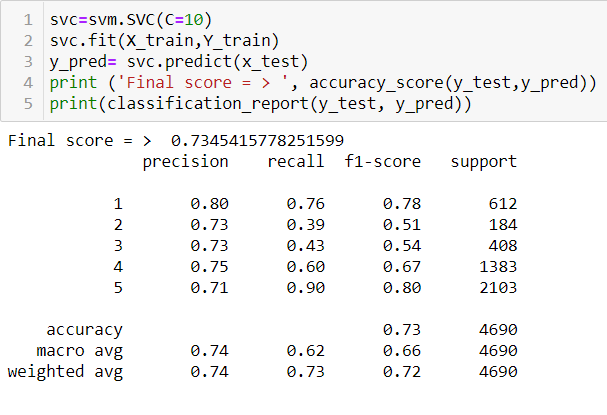 1 svc=svm.SVC(C=10)
2 svc.fit(X_train,Y_train)
3 y_pred= svc.predict(x_test)
4 print ('Final score = > ', accuracy_score(y_test,y_pred))
5 print(classification_report(y_test, y_pred))
Final score = >  0.7345415778251599
precision recall f1-score support
1 0.80 0.76 0.78 612
2 0.73 0.39 0.51 184
3 0.73 0.43 0.54 408
4 0.75 0.60 0.67 1383
5 0.71 0.90 0.80 2103
accuracy 0.73 4690
macro avg 0.74 0.62 0.66 4690
weighted avg 0.74 0.73 0.72 4690